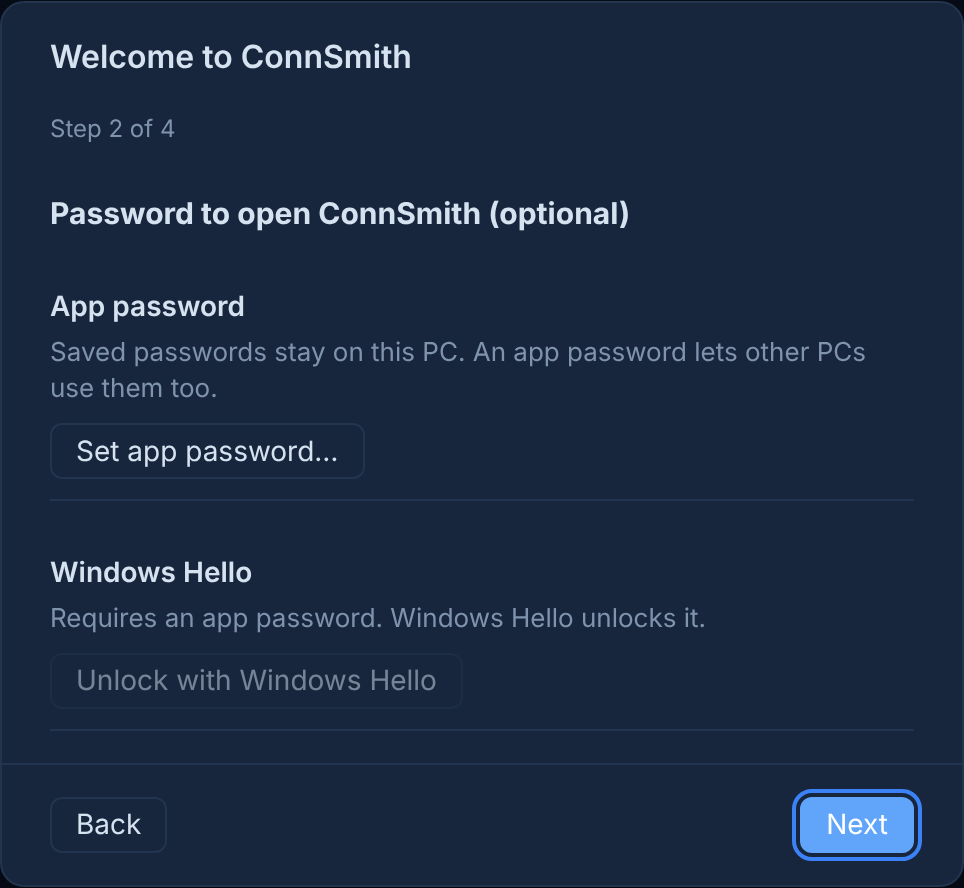 Welcome to ConnSmith
Step 2 of 4
Password to open ConnSmith (optional)
App password
Saved passwords stay on this PC. An app password lets other PCs
use them too.
Set app password...
Windows Hello
Requires an app password. Windows Hello unlocks it.
Unlock with Windows Hello
Back
Next